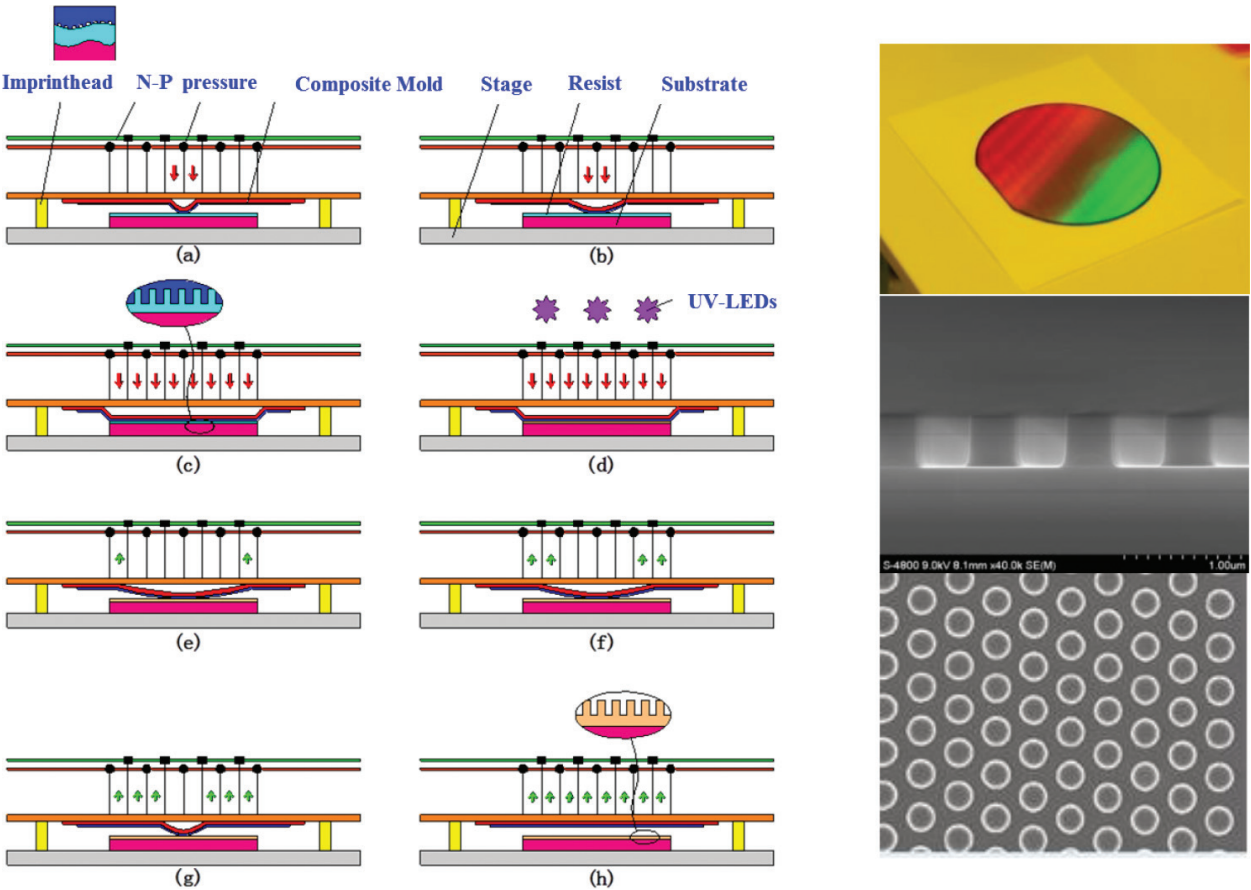 Imprinthead N-P pressure Composite Mold Stage Resist Substrate
(a) (b)
UV-LEDs
(c) (d)
(e) (f)
(g) (h)
S-4800 9.0kV 8.1mm x40.0k SE(M) 1.00um